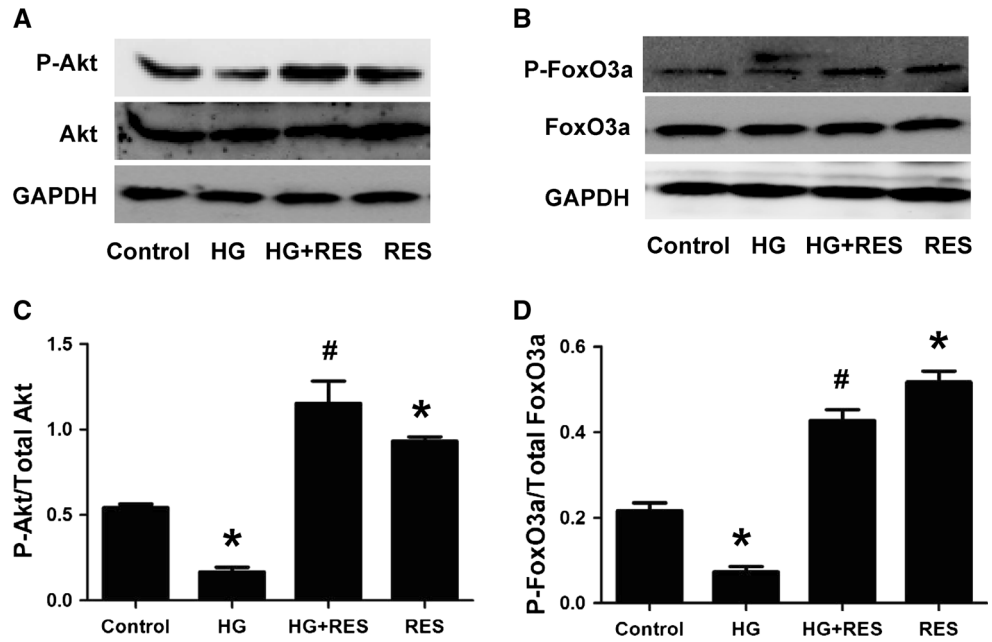 A
P-Akt
Akt
GAPDH
Control HG HG+RES RES
B
P-FoxO3a
FoxO3a
GAPDH
Control HG HG+RES RES
C
P-Akt/Total Akt
1.5
1.0
0.5
0.0
#
*
*
Control HG HG+RES RES
D
P-FoxO3a/Total FoxO3a
0.6
0.4
0.2
0.0
*
#
*
Control HG HG+RES RES